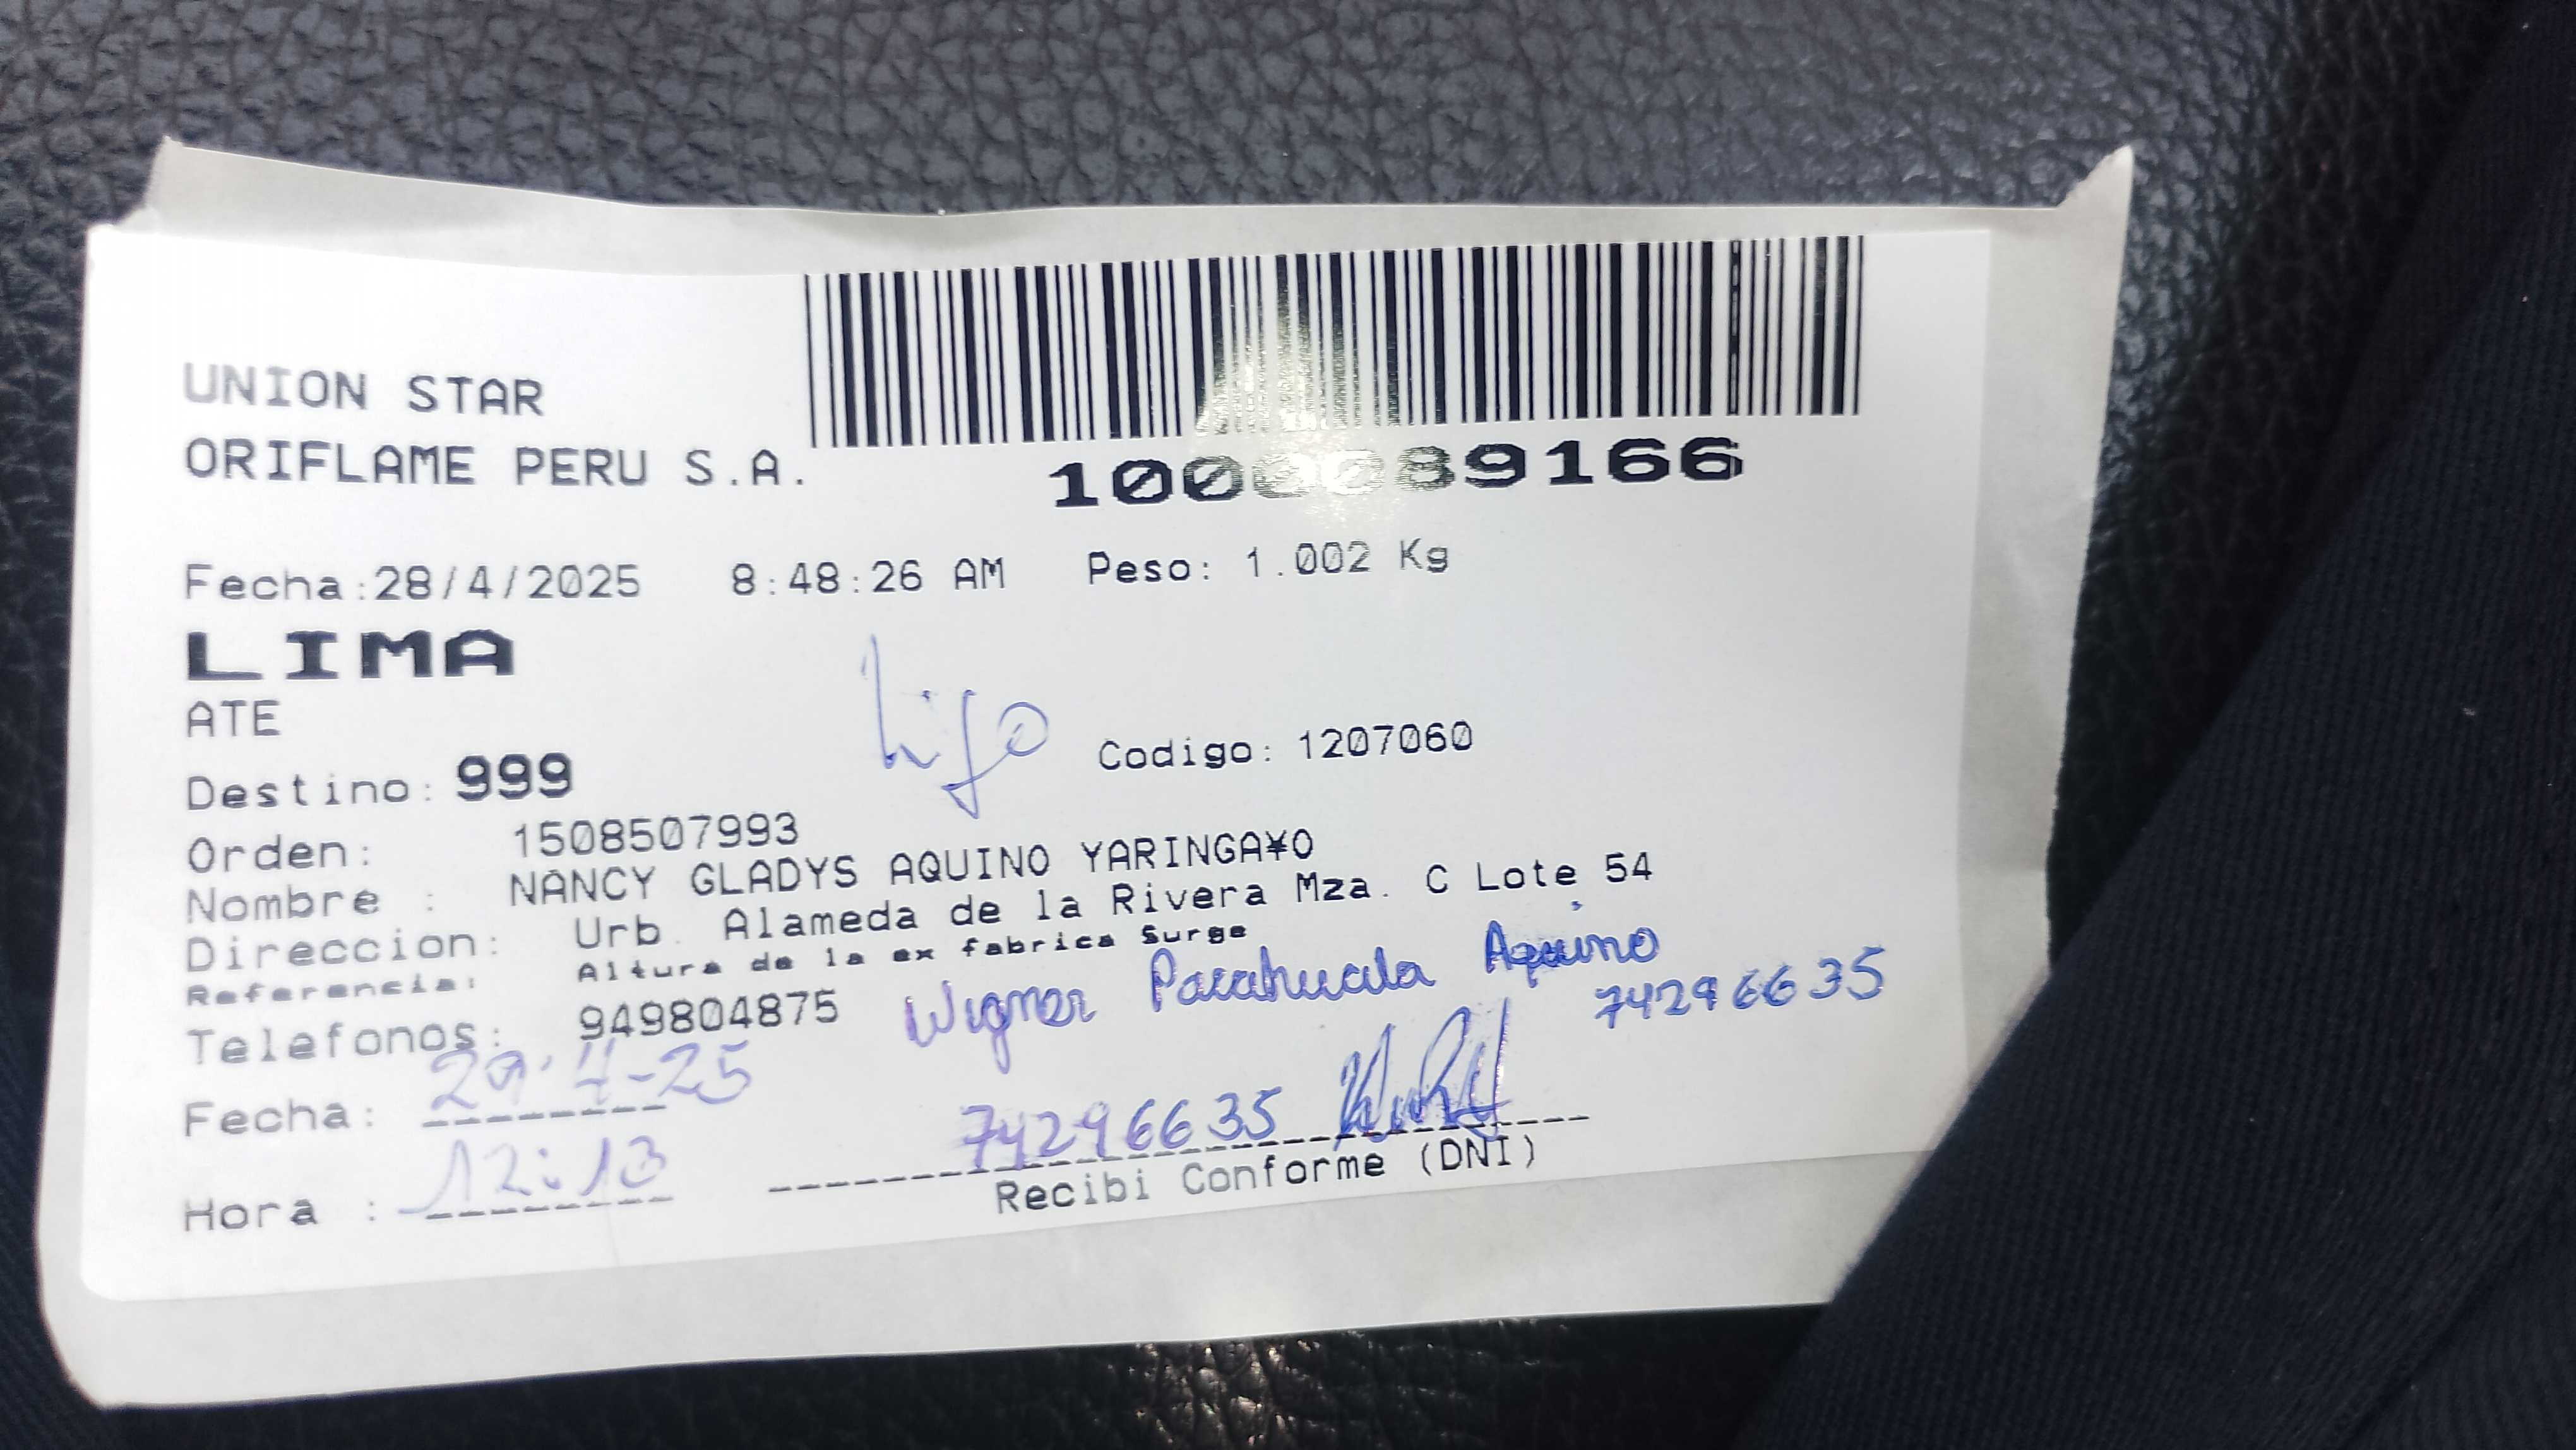 UNION STAR
ORIFLAME PERU S.A.
1000089166
Fecha:28/4/2025 8:48:26 AM Peso: 1.002 Kg
LIMA
ATE
hijo
Destino: 999 Codigo: 1207060
Orden: 1508507993
Nombre : NANCY GLADYS AQUINO YARINGA¥O
Direccion: Urb. Alameda de la Rivera Mza. C Lote 54
Referencia: Altura de la ex fabrica Surge
Telefonos: 949804875 Wigner Pacahuala Aquino
74296635
Fecha: 29-4-25
74296635
Hora : 12:13
Recibi Conforme (DNI)